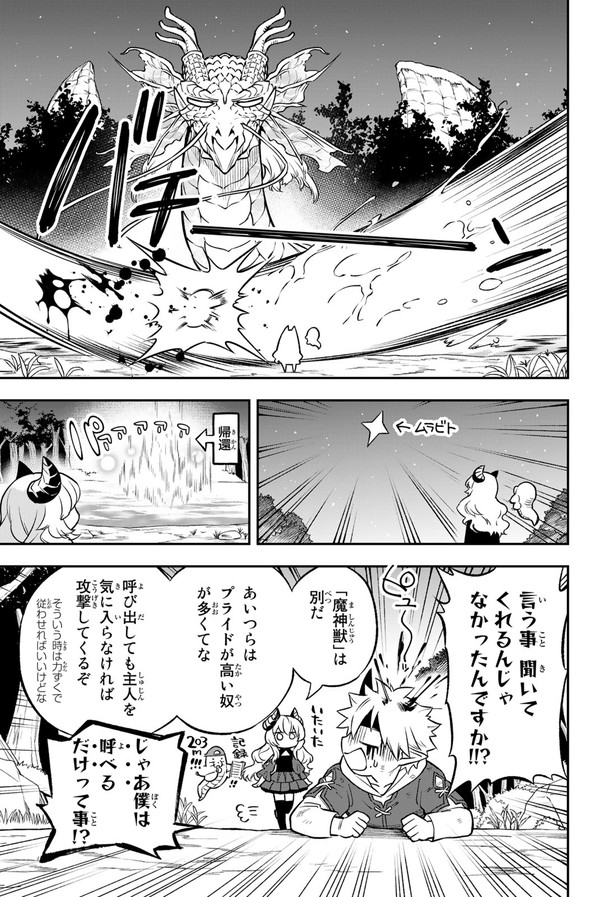 バチーン
←ムラビト
帰還
きかん
パアァァァァ
言う事 聞いて
くれるんじゃ
なかったんですか!!?
ピュー
いたいた
「魔神獣」は
別だ
あいつらは
プライドが高い奴
が多くてな
呼び出しても主人を
気に入らなければ
攻撃してくるぞ
そういう時は力ずくで
従わせればいいけどな
記録!!
203m!!!
じゃあ僕は
呼べる
だけって事!?